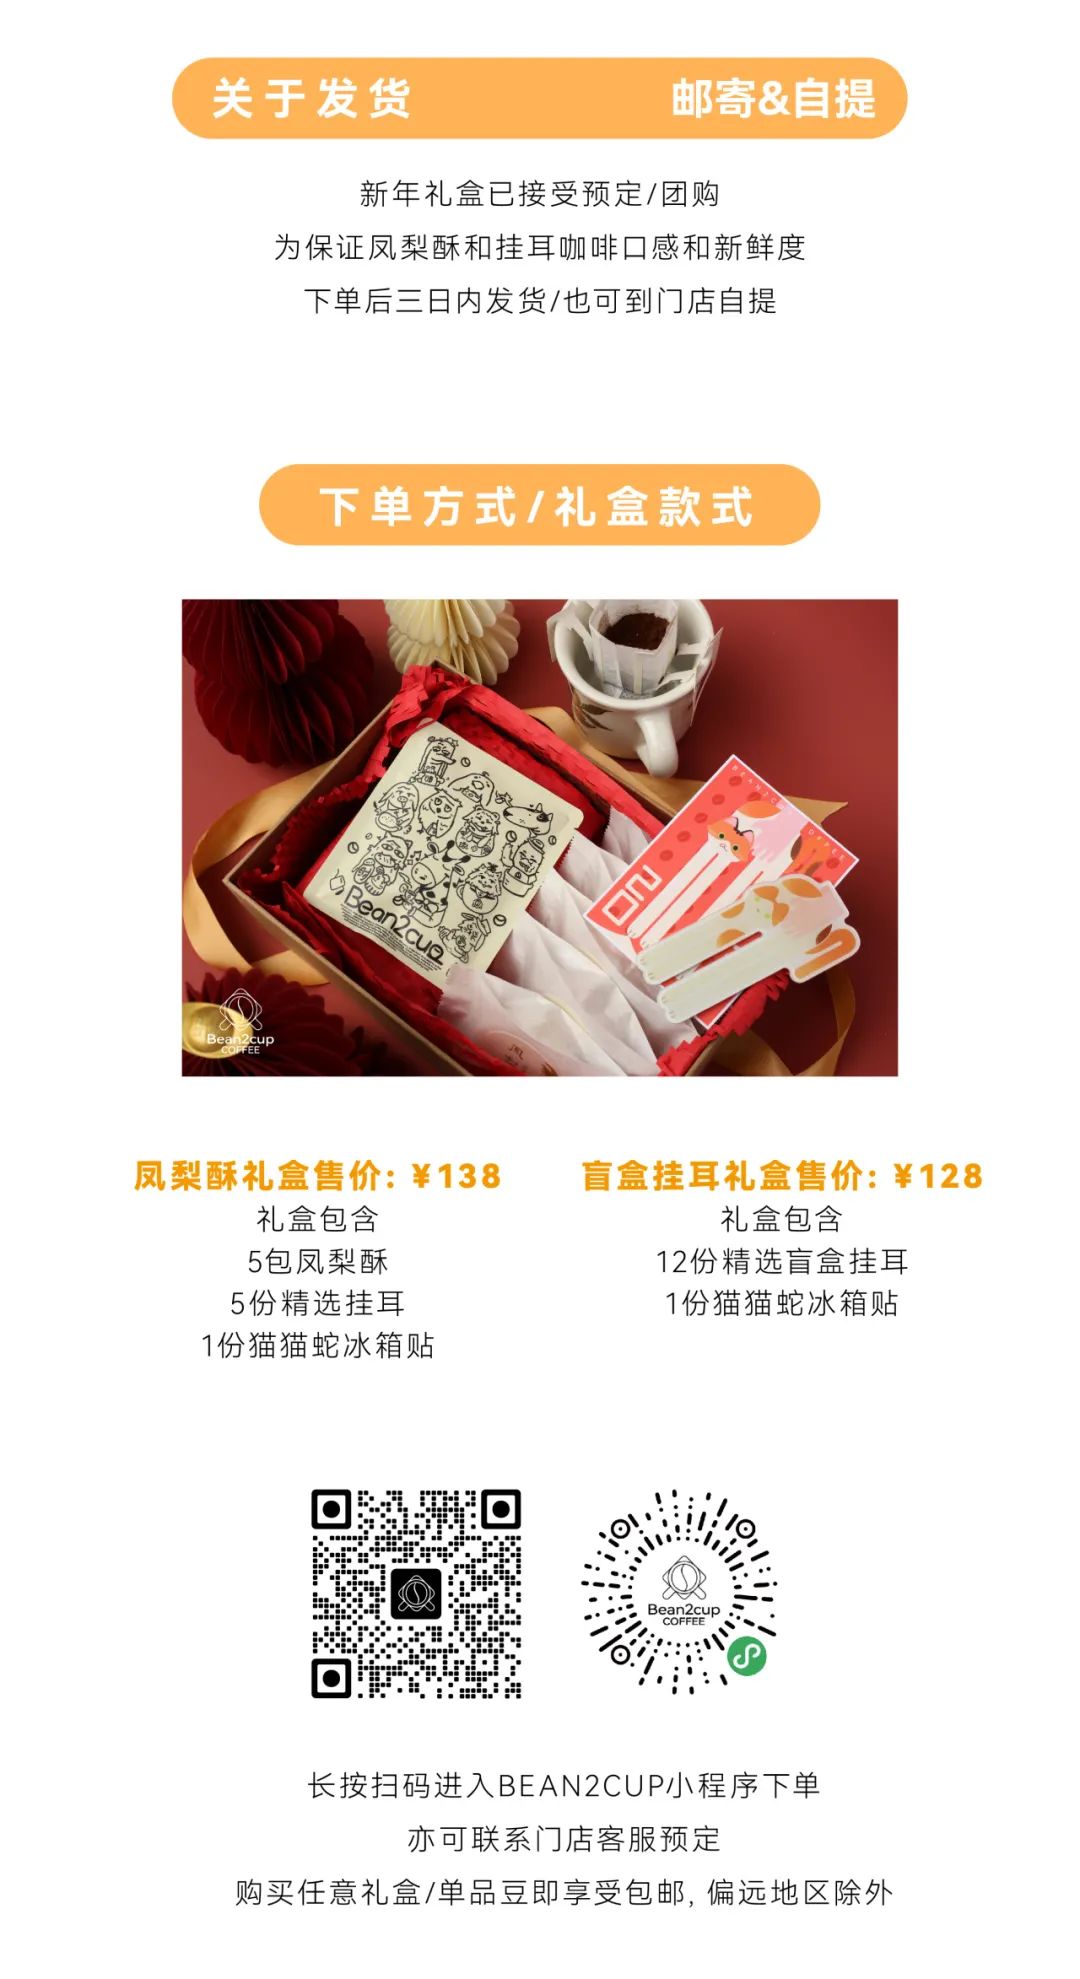 关于发货 邮寄&自提
新年礼盒已接受预定/团购
为保证凤梨酥和挂耳咖啡口感和新鲜度
下单后三日内发货/也可到门店自提
下单方式/礼盒款式
BEAN2CUP COFFEE
Bean2cup
Bean2cup
COFFEE
凤梨酥礼盒售价: ¥138
礼盒包含
5包凤梨酥
5份精选挂耳
1份猫猫蛇冰箱贴
盲盒挂耳礼盒售价: ¥128
礼盒包含
12份精选盲盒挂耳
1份猫猫蛇冰箱贴
Bean2cup
COFFEE
长按扫码进入BEAN2CUP小程序下单
亦可联系门店客服预定
购买任意礼盒/单品豆即享受包邮, 偏远地区除外